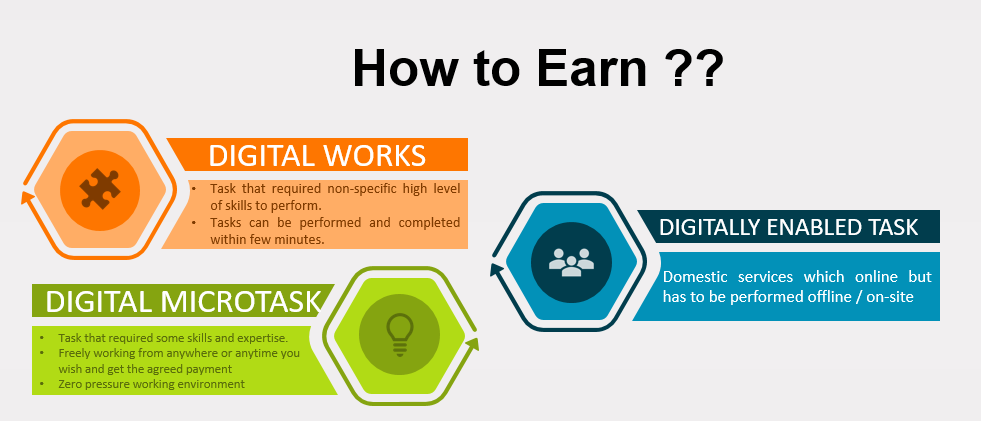 How to Earn ??
DIGITAL WORKS
• Task that required non-specific high level
of skills to perform.
• Tasks can be performed and completed
within few minutes.
DIGITAL MICROTASK
• Task that required some skills and expertise.
• Freely working from anywhere or anytime you
wish and get the agreed payment
• Zero pressure working environment
DIGITALLY ENABLED TASK
Domestic services which online but
has to be performed offline / on-site